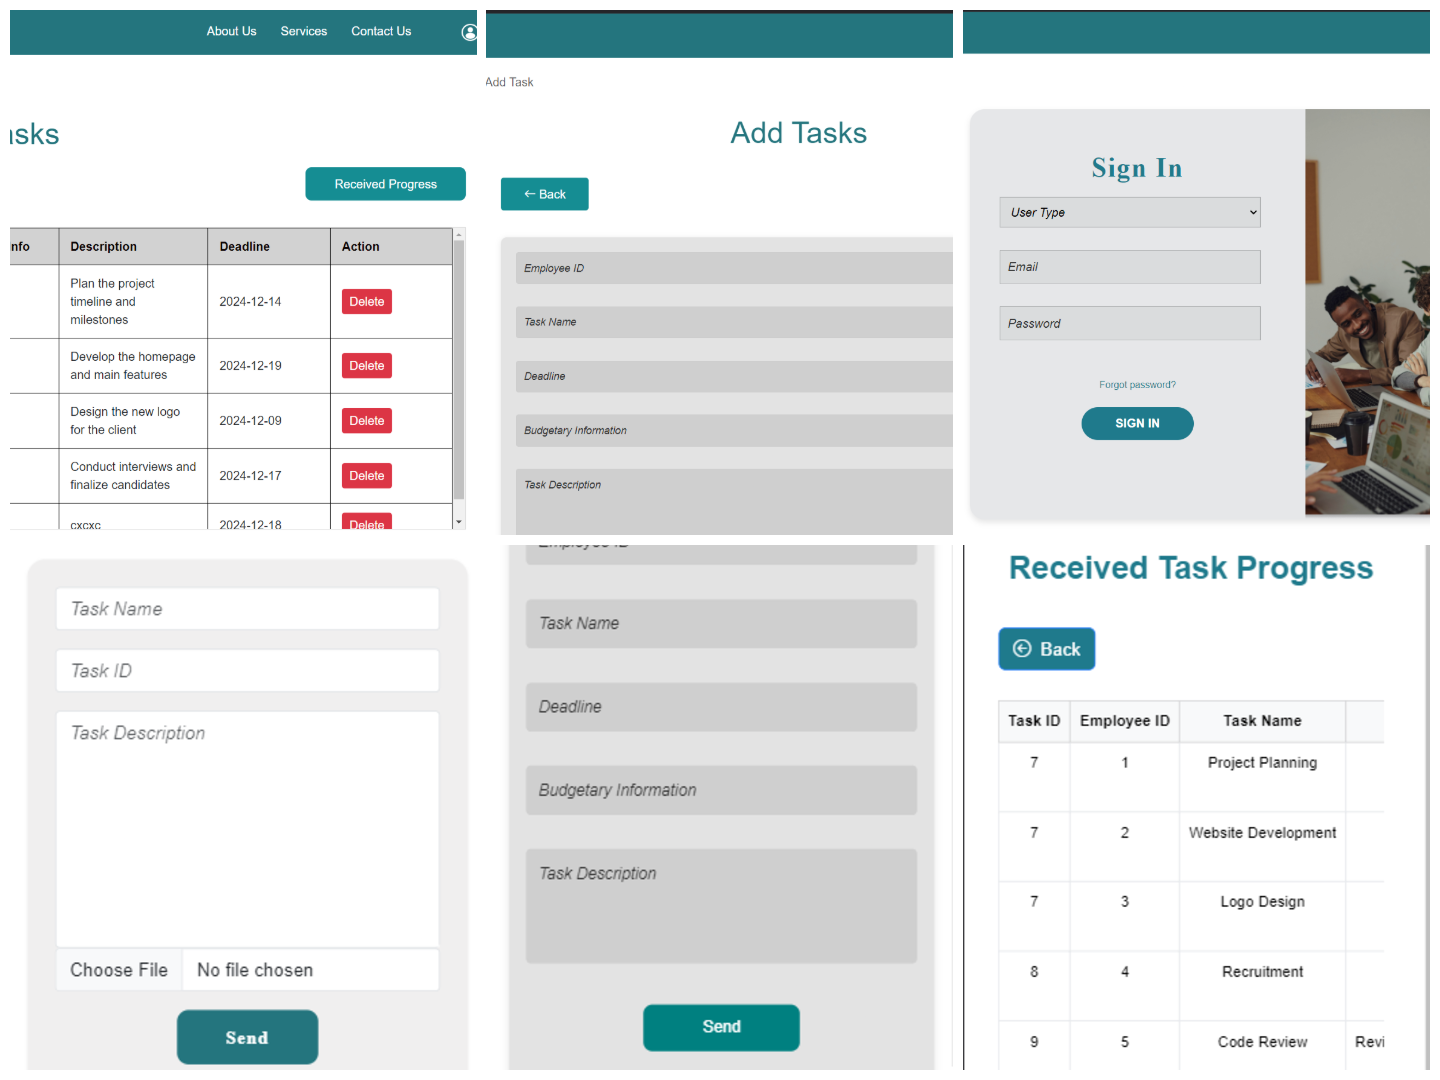 About Us Services Contact Us
asks
Received Progress
Info Description Deadline Action
Plan the project
timeline and
milestones
2024-12-14
Delete
Develop the homepage
and main features
2024-12-19
Delete
Design the new logo
for the client
2024-12-09
Delete
Conduct interviews and
finalize candidates
2024-12-17
Delete
cxcxc
2024-12-18
Delete
Add Task
Add Tasks
← Back
Employee ID
Task Name
Deadline
Budgetary Information
Task Description
Sign In
User Type
Email
Password
Forgot password?
SIGN IN
Task Name
Task ID
Task Description
Choose File No file chosen
Send
Employee ID
Task Name
Deadline
Budgetary Information
Task Description
Send
Received Task Progress
Back
Task ID Employee ID Task Name
7 1 Project Planning
7 2 Website Development
7 3 Logo Design
8 4 Recruitment
9 5 Code Review Revi